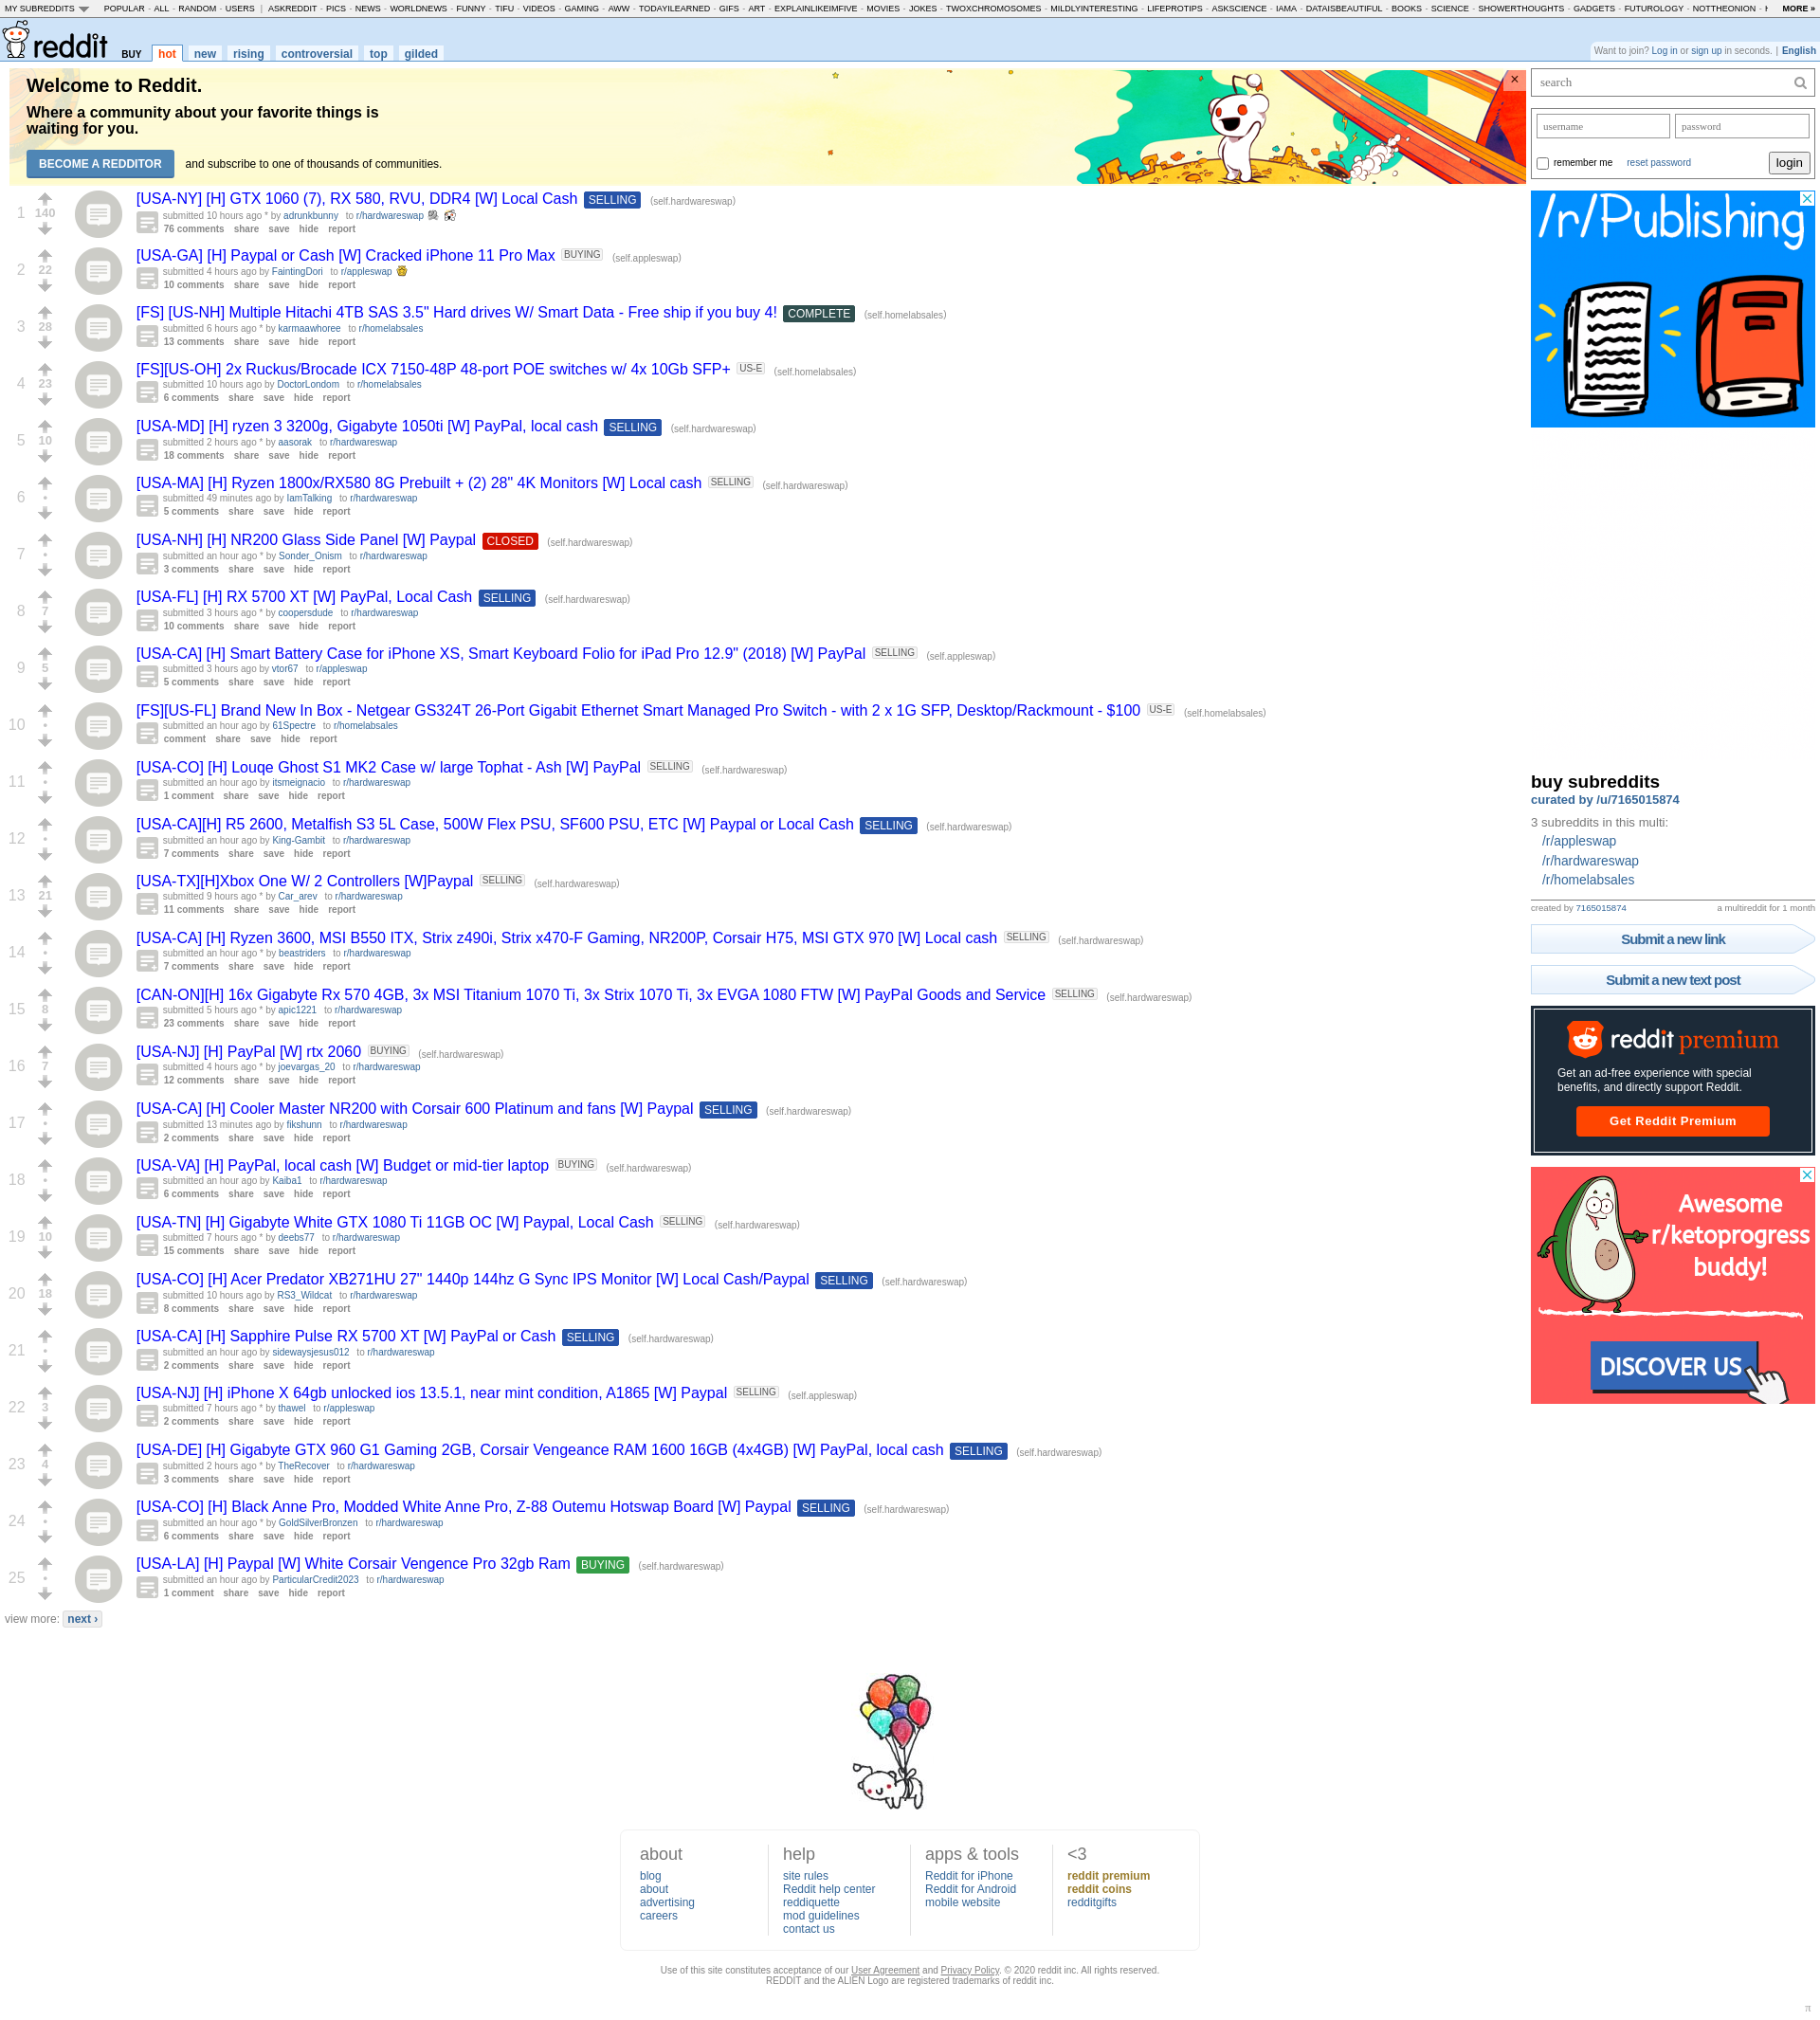 MY SUBREDDITS POPULAR - ALL - RANDOM - USERS | ASKREDDIT - PICS - NEWS - WORLDNEWS - FUNNY - TIFU - VIDEOS - GAMING - AWW - TODAYILEARNED - GIFS - ART - EXPLAINLIKEIMFIVE - MOVIES - JOKES - TWOXCHROMOSOMES - MILDLYINTERESTING - LIFEPROTIPS - ASKSCIENCE - IAMA - DATAISBEAUTIFUL - BOOKS - SCIENCE - SHOWERTHOUGHTS - GADGETS - FUTUROLOGY - NOTTHEONION - MORE »
reddit BUY hot new rising controversial top gilded
Want to join? Log in or sign up in seconds. | English
Welcome to Reddit.
Where a community about your favorite things is
waiting for you.
BECOME A REDDITOR and subscribe to one of thousands of communities.
×
1 140 [USA-NY] [H] GTX 1060 (7), RX 580, RVU, DDR4 [W] Local Cash SELLING (self.hardwareswap)
submitted 10 hours ago * by adrunkbunny to r/hardwareswap
76 comments share save hide report
2 22 [USA-GA] [H] Paypal or Cash [W] Cracked iPhone 11 Pro Max BUYING (self.appleswap)
submitted 4 hours ago by FaintingDori to r/appleswap
10 comments share save hide report
3 28 [FS] [US-NH] Multiple Hitachi 4TB SAS 3.5" Hard drives W/ Smart Data - Free ship if you buy 4! COMPLETE (self.homelabsales)
submitted 6 hours ago * by karmaawhoree to r/homelabsales
13 comments share save hide report
4 23 [FS][US-OH] 2x Ruckus/Brocade ICX 7150-48P 48-port POE switches w/ 4x 10Gb SFP+ US-E (self.homelabsales)
submitted 10 hours ago by DoctorLondom to r/homelabsales
6 comments share save hide report
5 10 [USA-MD] [H] ryzen 3 3200g, Gigabyte 1050ti [W] PayPal, local cash SELLING (self.hardwareswap)
submitted 2 hours ago * by aasorak to r/hardwareswap
18 comments share save hide report
6 • [USA-MA] [H] Ryzen 1800x/RX580 8G Prebuilt + (2) 28" 4K Monitors [W] Local cash SELLING (self.hardwareswap)
submitted 49 minutes ago by IamTalking to r/hardwareswap
5 comments share save hide report
7 • [USA-NH] [H] NR200 Glass Side Panel [W] Paypal CLOSED (self.hardwareswap)
submitted an hour ago * by Sonder_Onism to r/hardwareswap
3 comments share save hide report
8 7 [USA-FL] [H] RX 5700 XT [W] PayPal, Local Cash SELLING (self.hardwareswap)
submitted 3 hours ago * by coopersdude to r/hardwareswap
10 comments share save hide report
9 5 [USA-CA] [H] Smart Battery Case for iPhone XS, Smart Keyboard Folio for iPad Pro 12.9" (2018) [W] PayPal SELLING (self.appleswap)
submitted 3 hours ago by vtor67 to r/appleswap
5 comments share save hide report
10 • [FS][US-FL] Brand New In Box - Netgear GS324T 26-Port Gigabit Ethernet Smart Managed Pro Switch - with 2 x 1G SFP, Desktop/Rackmount - $100 US-E (self.homelabsales)
submitted an hour ago by 61Spectre to r/homelabsales
comment share save hide report
11 • [USA-CO] [H] Louqe Ghost S1 MK2 Case w/ large Tophat - Ash [W] PayPal SELLING (self.hardwareswap)
submitted an hour ago by itsmeignacio to r/hardwareswap
1 comment share save hide report
12 • [USA-CA][H] R5 2600, Metalfish S3 5L Case, 500W Flex PSU, SF600 PSU, ETC [W] Paypal or Local Cash SELLING (self.hardwareswap)
submitted an hour ago by King-Gambit to r/hardwareswap
7 comments share save hide report
13 21 [USA-TX][H]Xbox One W/ 2 Controllers [W]Paypal SELLING (self.hardwareswap)
submitted 9 hours ago * by Car_arev to r/hardwareswap
11 comments share save hide report
14 • [USA-CA] [H] Ryzen 3600, MSI B550 ITX, Strix z490i, Strix x470-F Gaming, NR200P, Corsair H75, MSI GTX 970 [W] Local cash SELLING (self.hardwareswap)
submitted an hour ago * by beastriders to r/hardwareswap
7 comments share save hide report
15 8 [CAN-ON][H] 16x Gigabyte Rx 570 4GB, 3x MSI Titanium 1070 Ti, 3x Strix 1070 Ti, 3x EVGA 1080 FTW [W] PayPal Goods and Service SELLING (self.hardwareswap)
submitted 5 hours ago * by apic1221 to r/hardwareswap
23 comments share save hide report
16 7 [USA-NJ] [H] PayPal [W] rtx 2060 BUYING (self.hardwareswap)
submitted 4 hours ago * by joevargas_20 to r/hardwareswap
12 comments share save hide report
17 • [USA-CA] [H] Cooler Master NR200 with Corsair 600 Platinum and fans [W] Paypal SELLING (self.hardwareswap)
submitted 13 minutes ago by fikshunn to r/hardwareswap
2 comments share save hide report
18 • [USA-VA] [H] PayPal, local cash [W] Budget or mid-tier laptop BUYING (self.hardwareswap)
submitted an hour ago by Kaiba1 to r/hardwareswap
6 comments share save hide report
19 10 [USA-TN] [H] Gigabyte White GTX 1080 Ti 11GB OC [W] Paypal, Local Cash SELLING (self.hardwareswap)
submitted 7 hours ago * by deebs77 to r/hardwareswap
15 comments share save hide report
20 18 [USA-CO] [H] Acer Predator XB271HU 27" 1440p 144hz G Sync IPS Monitor [W] Local Cash/Paypal SELLING (self.hardwareswap)
submitted 10 hours ago by RS3_Wildcat to r/hardwareswap
8 comments share save hide report
21 • [USA-CA] [H] Sapphire Pulse RX 5700 XT [W] PayPal or Cash SELLING (self.hardwareswap)
submitted an hour ago by sidewaysjesus012 to r/hardwareswap
2 comments share save hide report
22 3 [USA-NJ] [H] iPhone X 64gb unlocked ios 13.5.1, near mint condition, A1865 [W] Paypal SELLING (self.appleswap)
submitted 7 hours ago * by thawel to r/appleswap
2 comments share save hide report
23 4 [USA-DE] [H] Gigabyte GTX 960 G1 Gaming 2GB, Corsair Vengeance RAM 1600 16GB (4x4GB) [W] PayPal, local cash SELLING (self.hardwareswap)
submitted 2 hours ago * by TheRecover to r/hardwareswap
3 comments share save hide report
24 • [USA-CO] [H] Black Anne Pro, Modded White Anne Pro, Z-88 Outemu Hotswap Board [W] Paypal SELLING (self.hardwareswap)
submitted an hour ago * by GoldSilverBronzen to r/hardwareswap
6 comments share save hide report
25 • [USA-LA] [H] Paypal [W] White Corsair Vengence Pro 32gb Ram BUYING (self.hardwareswap)
submitted an hour ago by ParticularCredit2023 to r/hardwareswap
1 comment share save hide report
view more: next ›
search
username password
remember me reset password login
/r/Publishing
buy subreddits
curated by /u/7165015874
3 subreddits in this multi:
/r/appleswap
/r/hardwareswap
/r/homelabsales
created by 7165015874 a multireddit for 1 month
Submit a new link
Submit a new text post
reddit premium
Get an ad-free experience with special
benefits, and directly support Reddit.
Get Reddit Premium
Awesome
r/ketoprogress
buddy!
DISCOVER US
about help apps & tools <3
blog site rules Reddit for iPhone reddit premium
about Reddit help center Reddit for Android reddit coins
advertising reddiquette mobile website redditgifts
careers mod guidelines
contact us
Use of this site constitutes acceptance of our User Agreement and Privacy Policy. © 2020 reddit inc. All rights reserved.
REDDIT and the ALIEN Logo are registered trademarks of reddit inc.
π